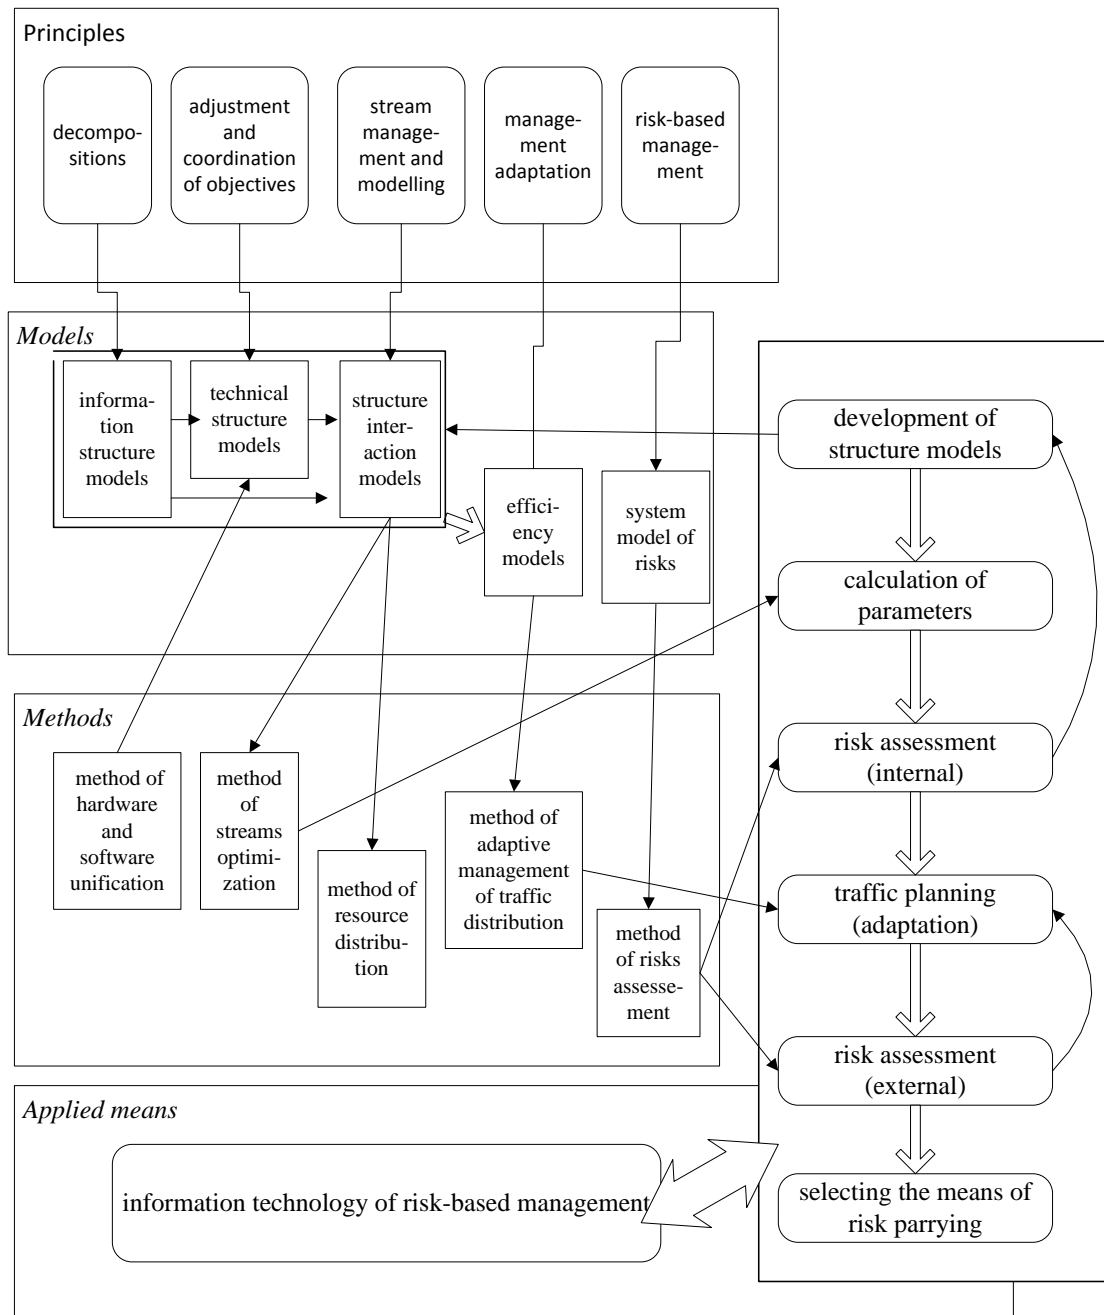 Principles
decompo-
sitions
adjustment
and
coordination
of objectives
stream
manage-
ment and
modelling
manage-
ment
adaptation
risk-based
manage-
ment
Models
informa-
tion
structure
models
technical
structure
models
structure
inter-
action
models
effici-
ency
models
system
model of
risks
Methods
method of
hardware
and
software
unification
method
of
streams
optimi-
zation
method of
resource
distribu-
tion
method of
adaptive
management
of traffic
distribution
method
of risks
assesse-
ment
development of
structure models
calculation of
parameters
risk assessment
(internal)
traffic planning
(adaptation)
risk assessment
(external)
selecting the means of
risk parrying
Applied means
information technology of risk-based management